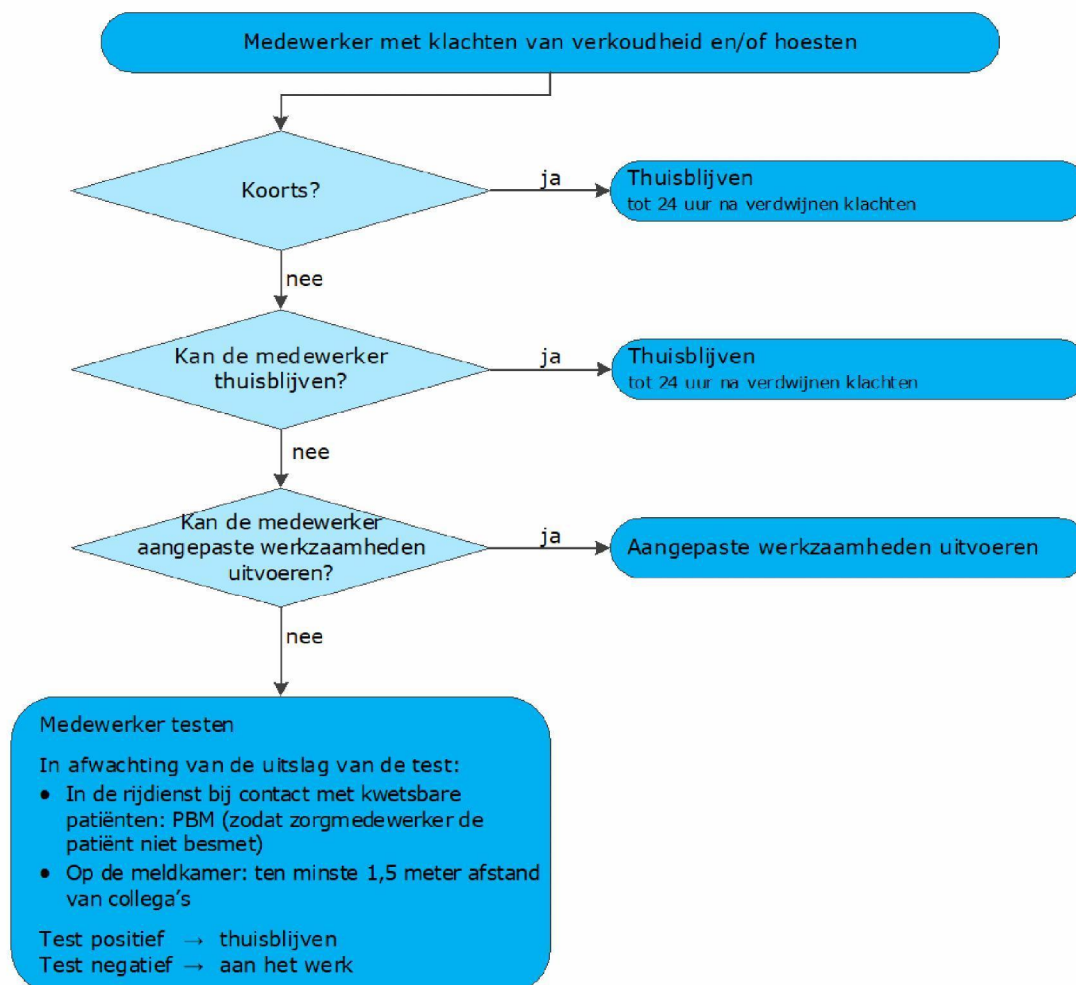 Medewerker met klachten van verkoudheid en/of hoesten
Koorts?
ja
Thuisblijven
tot 24 uur na verdwijnen klachten
nee
Kan de medewerker
thuisblijven?
ja
Thuisblijven
tot 24 uur na verdwijnen klachten
nee
Kan de medewerker
aangepaste werkzaamheden
uitvoeren?
ja
Aangepaste werkzaamheden uitvoeren
nee
Medewerker testen
In afwachting van de uitslag van de test:
• In de rijdienst bij contact met kwetsbare
patiënten: PBM (zodat zorgmedewerker de
patiënt niet besmet)
• Op de meldkamer: ten minste 1,5 meter afstand
van collega's
Test positief → thuisblijven
Test negatief → aan het werk